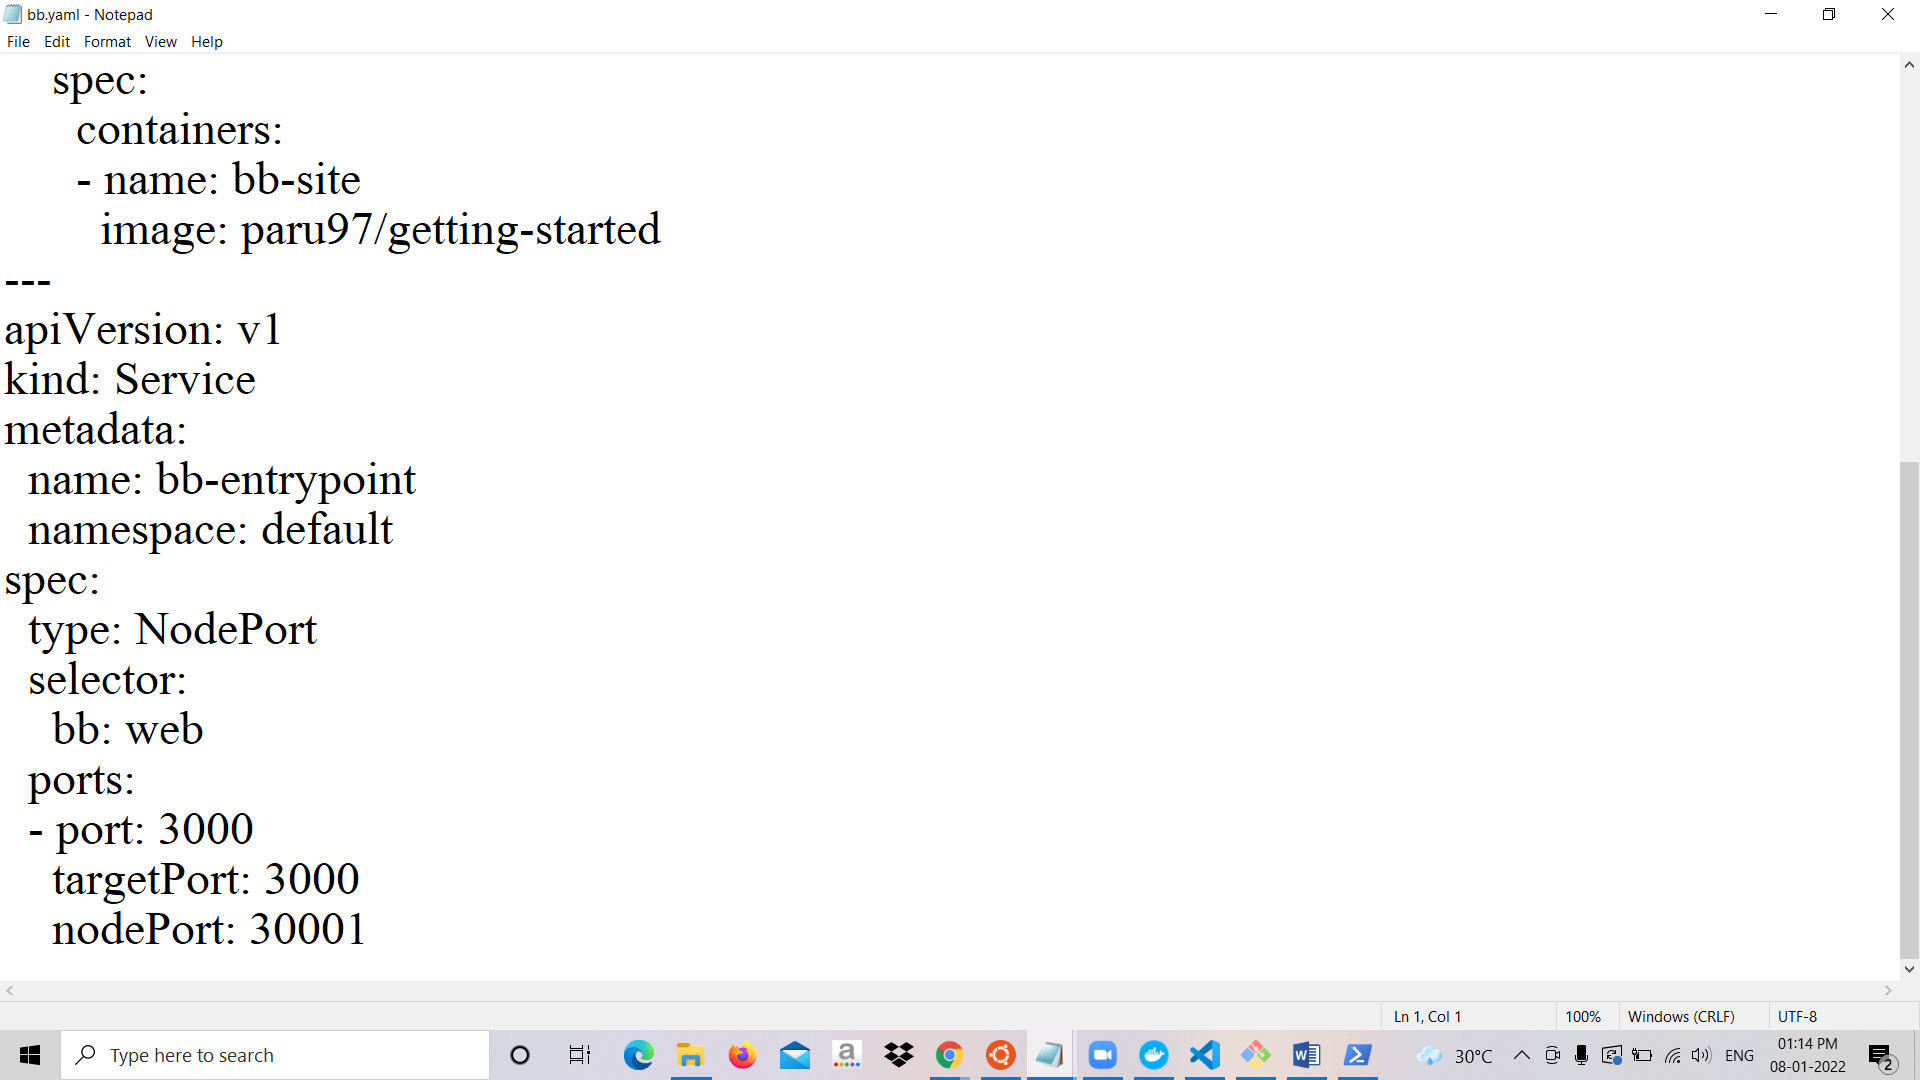 bb.yaml - Notepad
File Edit Format View Help
spec:
containers:
- name: bb-site
image: paru97/getting-started
---
apiVersion: v1
kind: Service
metadata:
name: bb-entrypoint
namespace: default
spec:
type: NodePort
selector:
bb: web
ports:
- port: 3000
targetPort: 3000
nodePort: 30001
Ln 1, Col 1 100% Windows (CRLF) UTF-8
Type here to search
a
W
30°C
ENG
01:14 PM
08-01-2022
2